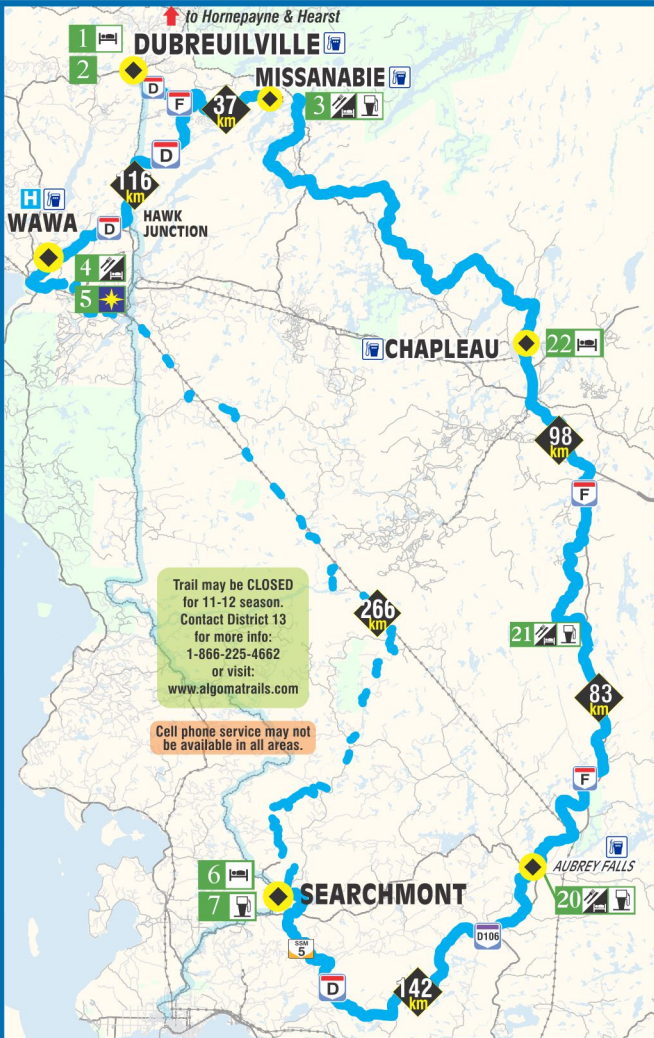 to Hornepayne & Hearst
1
DUBREUILVILLE
2
MISSANABIE
D
F
37
km
3
D
116
km
H
WAWA
D
HAWK
JUNCTION
4
5
CHAPLEAU
22
98
km
F
Trail may be CLOSED
for 11-12 season.
Contact District 13
for more info:
1-866-225-4662
or visit:
www.algomatrails.com
266
km
21
83
km
Cell phone service may not
be available in all areas.
F
AUBREY FALLS
6
SEARCHMONT
7
20
D106
SSM
5
D
142
km